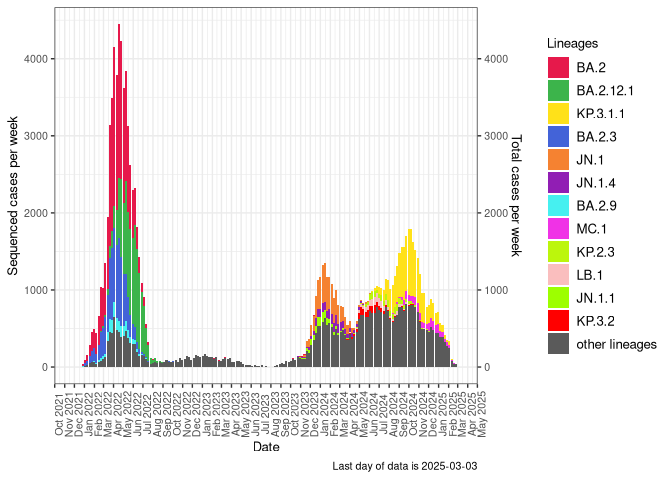 Lineages
BA.2
BA.2.12.1
KP.3.1.1
BA.2.3
JN.1
JN.1.4
BA.2.9
MC.1
KP.2.3
LB.1
JN.1.1
KP.3.2
other lineages
Sequenced cases per week
4000
3000
2000
1000
0
4000
3000
2000
1000
0
Total cases per week
Oct 2021
Nov 2021
Dec 2021
Jan 2022
Feb 2022
Mar 2022
Apr 2022
May 2022
Jun 2022
Jul 2022
Aug 2022
Sep 2022
Oct 2022
Nov 2022
Dec 2022
Jan 2023
Feb 2023
Mar 2023
Apr 2023
May 2023
Jun 2023
Jul 2023
Aug 2023
Sep 2023
Oct 2023
Nov 2023
Dec 2023
Jan 2024
Feb 2024
Mar 2024
Apr 2024
May 2024
Jun 2024
Jul 2024
Aug 2024
Sep 2024
Oct 2024
Nov 2024
Dec 2024
Jan 2025
Feb 2025
Mar 2025
Apr 2025
May 2025
Date
Last day of data is 2025-03-03